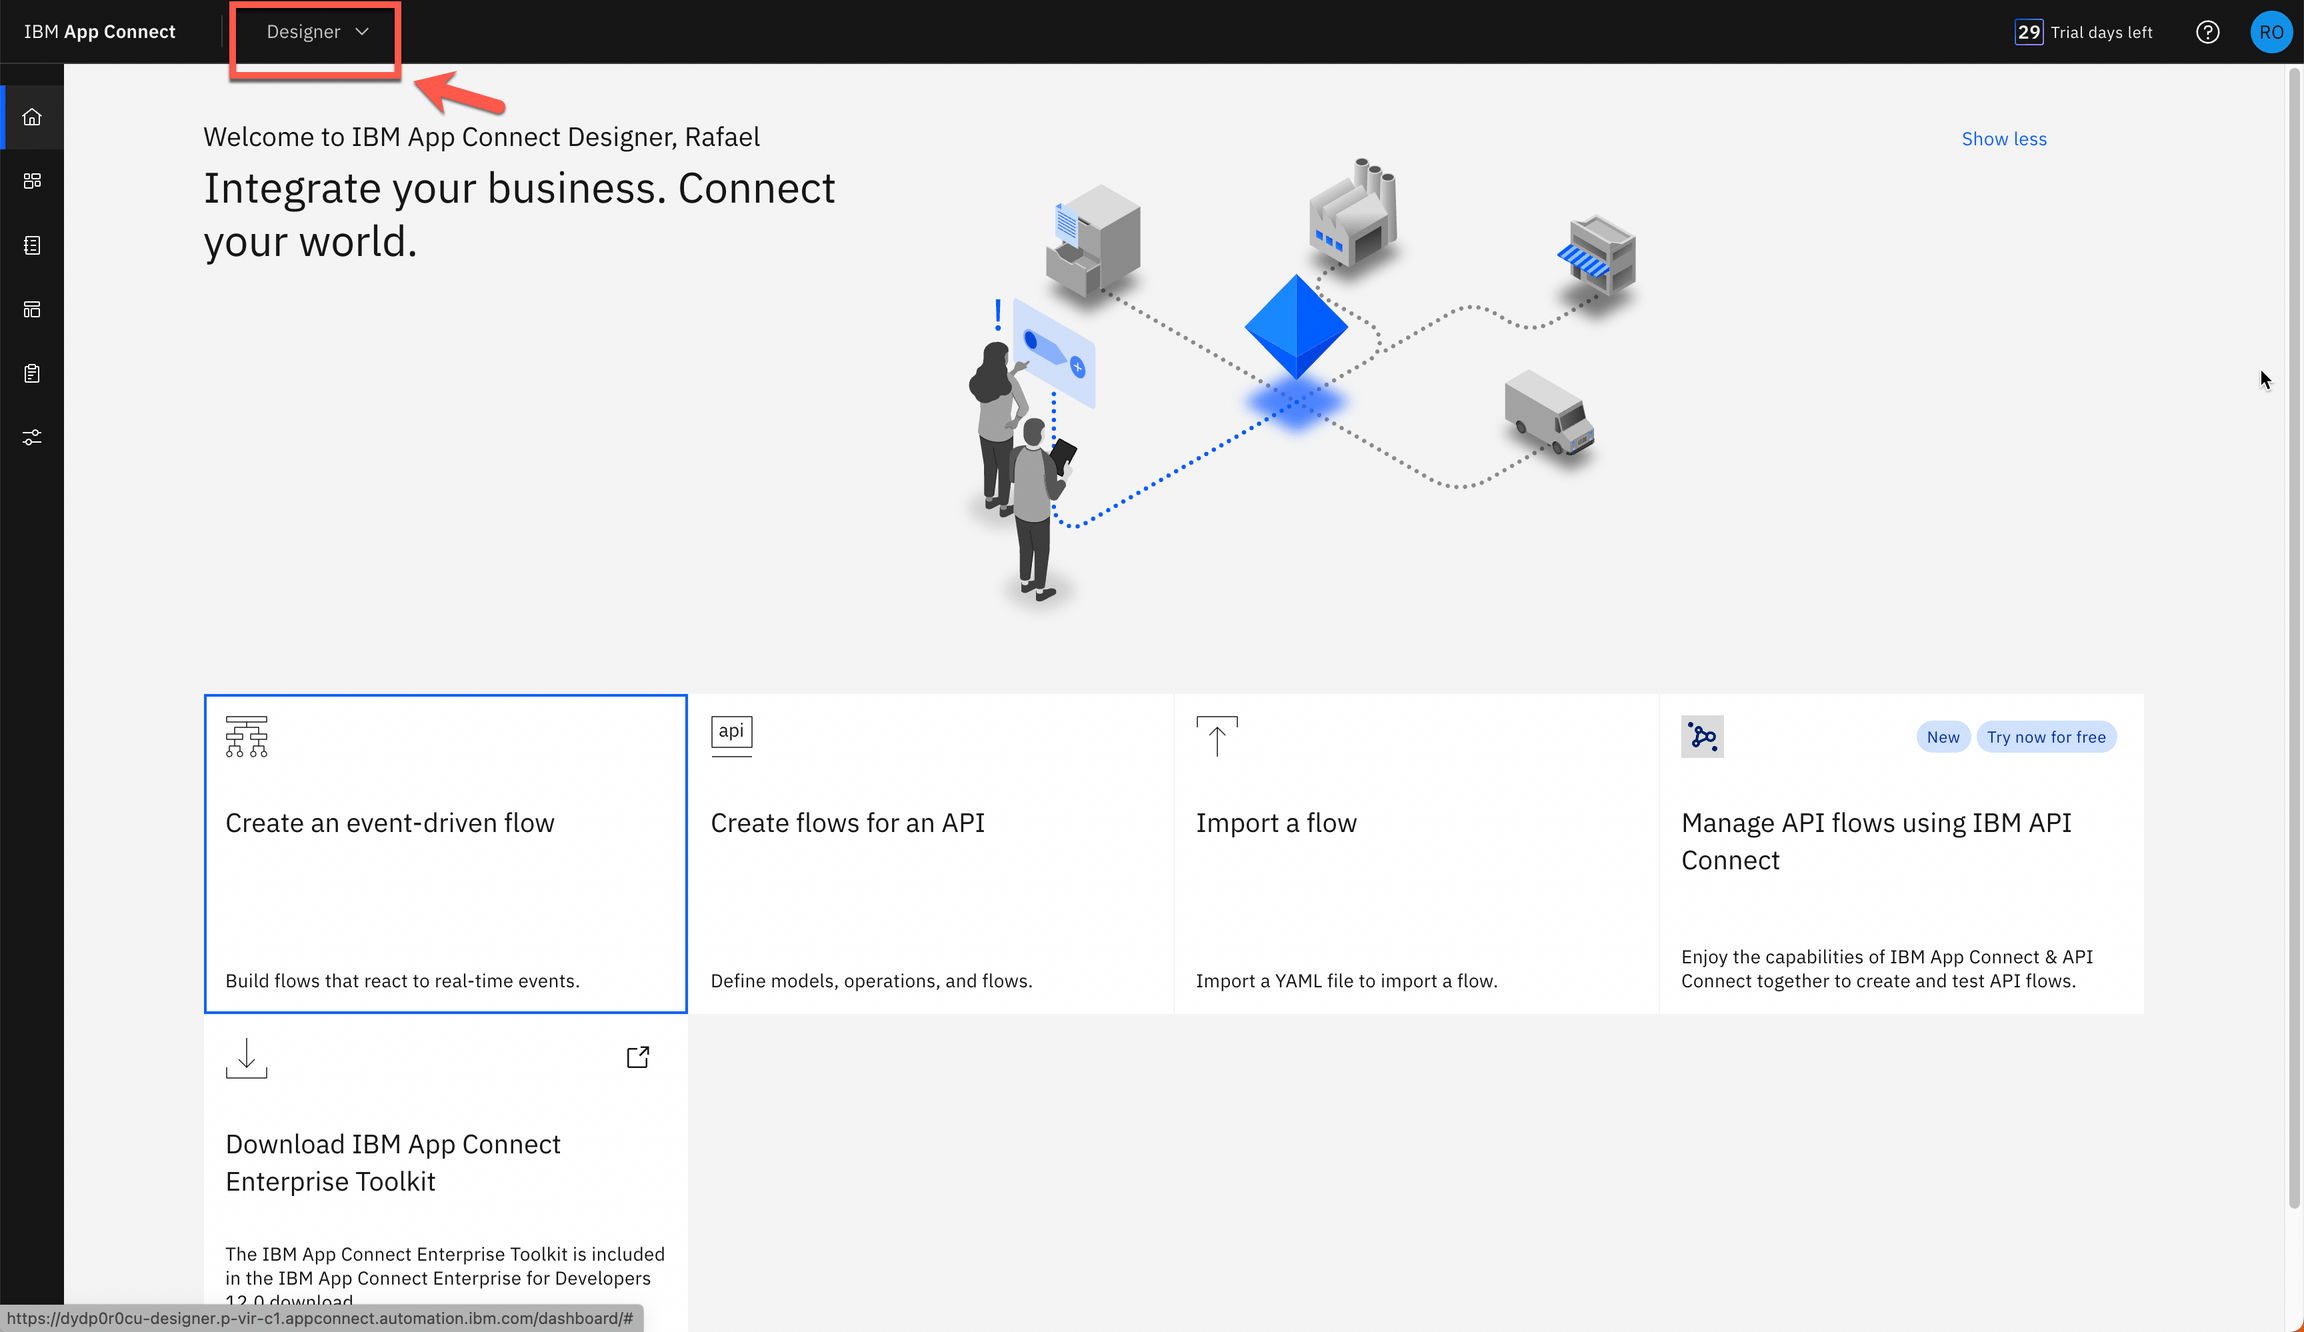 IBM App Connect
Designer
29 Trial days left
RO
Welcome to IBM App Connect Designer, Rafael
Show less
Integrate your business. Connect
your world.
!
New
Try now for free
api
Create an event-driven flow
Create flows for an API
Import a flow
Manage API flows using IBM API
Connect
Build flows that react to real-time events.
Define models, operations, and flows.
Import a YAML file to import a flow.
Enjoy the capabilities of IBM App Connect & API
Connect together to create and test API flows.
Download IBM App Connect
Enterprise Toolkit
The IBM App Connect Enterprise Toolkit is included
in the IBM App Connect Enterprise for Developers
12.0 download
https://dydp0r0cu-designer.p-vir-c1.appconnect.automation.ibm.com/dashboard/#